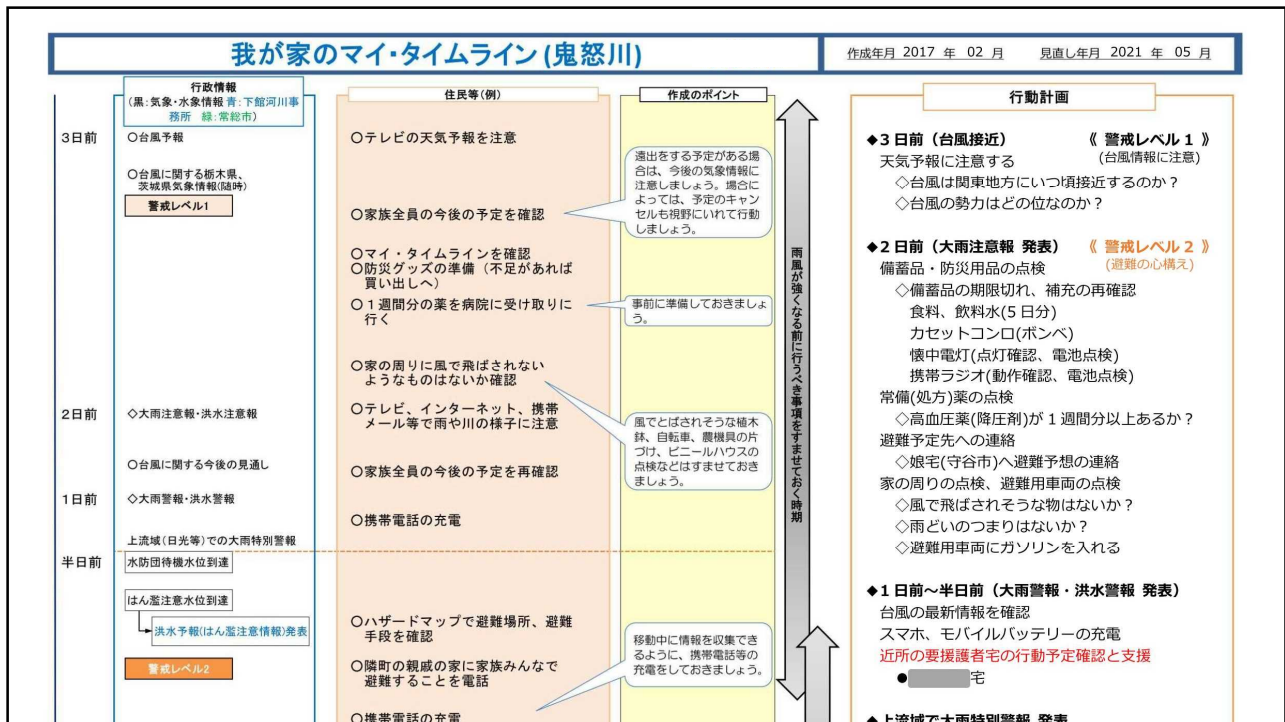 我が家のマイ・タイムライン(鬼怒川)
作成年月 2017 年 02 月 見直し年月 2021 年 05 月
行政情報
(黒:気象・水象情報 青:下館河川事
務所 緑:常総市)
3日前
○台風予報
○台風に関する栃木県、
茨城県気象情報(随時)
警戒レベル1
2日前
◇大雨注意報・洪水注意報
○台風に関する今後の見通し
1日前
◇大雨警報・洪水警報
上流域(日光等)での大雨特別警報
半日前
水防団待機水位到達
はん濫注意水位到達
洪水予報(はん濫注意情報)発表
警戒レベル2
住民等(例)
○テレビの天気予報を注意
○家族全員の今後の予定を確認
○マイ・タイムラインを確認
○防災グッズの準備(不足があれば
買い出しへ)
○1週間分の薬を病院に受け取りに
行く
○家の周りに風で飛ばされない
ようなものはないか確認
○テレビ、インターネット、携帯
メール等で雨や川の様子に注意
○家族全員の今後の予定を再確認
○携帯電話の充電
○ハザードマップで避難場所、避難
手段を確認
○隣町の親戚の家に家族みんなで
避難することを電話
○携帯電話の充電
作成のポイント
遠出をする予定がある場
合は、今後の気象情報に
注意しましょう。場合に
よっては、予定のキャン
セルも視野にいれて行動
しましょう。
事前に準備しておきましょ
う。
風でとばされそうな植木
鉢、自転車、農機具の片
づけ、ビニールハウスの
点検などはすませておき
ましょう。
移動中に情報を収集でき
るように、携帯電話等の
充電をしておきましょう。
雨風が強くなる前に行うべき事項をすませておく時期
行動計画
◆3日前(台風接近) 《 警戒レベル1 》
(台風情報に注意)
天気予報に注意する
◇台風は関東地方にいつ頃接近するのか?
◇台風の勢力はどの位なのか?
◆2日前(大雨注意報 発表) 《 警戒レベル2 》
(避難の心構え)
備蓄品・防災用品の点検
◇備蓄品の期限切れ、補充の再確認
食料、飲料水(5日分)
カセットコンロ(ボンベ)
懐中電灯(点灯確認、電池点検)
携帯ラジオ(動作確認、電池点検)
常備(処方)薬の点検
◇高血圧薬(降圧剤)が1週間分以上あるか?
避難予定先への連絡
◇娘宅(守谷市)へ避難予想の連絡
家の周りの点検、避難用車両の点検
◇風で飛ばされそうな物はないか?
◇雨どいのつまりはないか?
◇避難用車両にガソリンを入れる
◆1日前~半日前(大雨警報・洪水警報 発表)
台風の最新情報を確認
スマホ、モバイルバッテリーの充電
近所の要援護者宅の行動予定確認と支援
●宅
◆上流域で大雨特別警報 発表